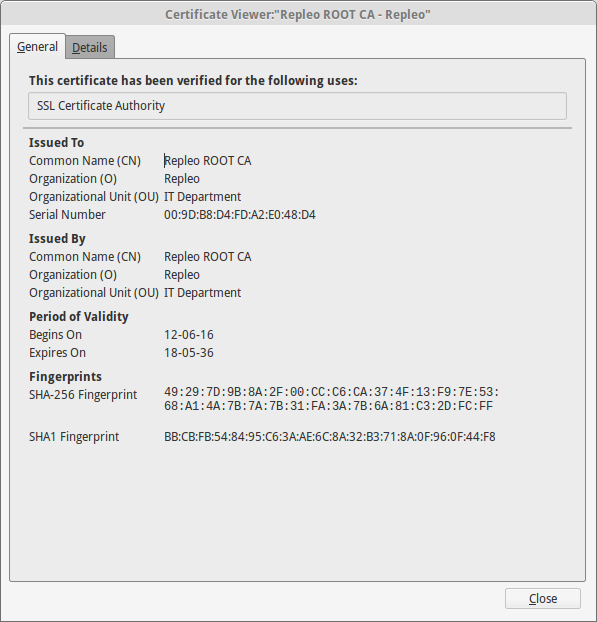 Certificate Viewer:"Repleo ROOT CA - Repleo"
General Details
This certificate has been verified for the following uses:
SSL Certificate Authority
Issued To
Common Name (CN) Repleo ROOT CA
Organization (O) Repleo
Organizational Unit (OU) IT Department
Serial Number 00:9D:B8:D4:FD:A2:E0:48:D4
Issued By
Common Name (CN) Repleo ROOT CA
Organization (O) Repleo
Organizational Unit (OU) IT Department
Period of Validity
Begins On 12-06-16
Expires On 18-05-36
Fingerprints
SHA-256 Fingerprint 49:29:7D:9B:8A:2F:00:CC:C6:CA:37:4F:13:F9:7E:53:
68:A1:4A:7B:7A:7B:31:FA:3A:7B:6A:81:C3:2D:FC:FF
SHA1 Fingerprint BB:CB:FB:54:84:95:C6:3A:AE:6C:8A:32:B3:71:8A:0F:96:0F:44:F8
Close